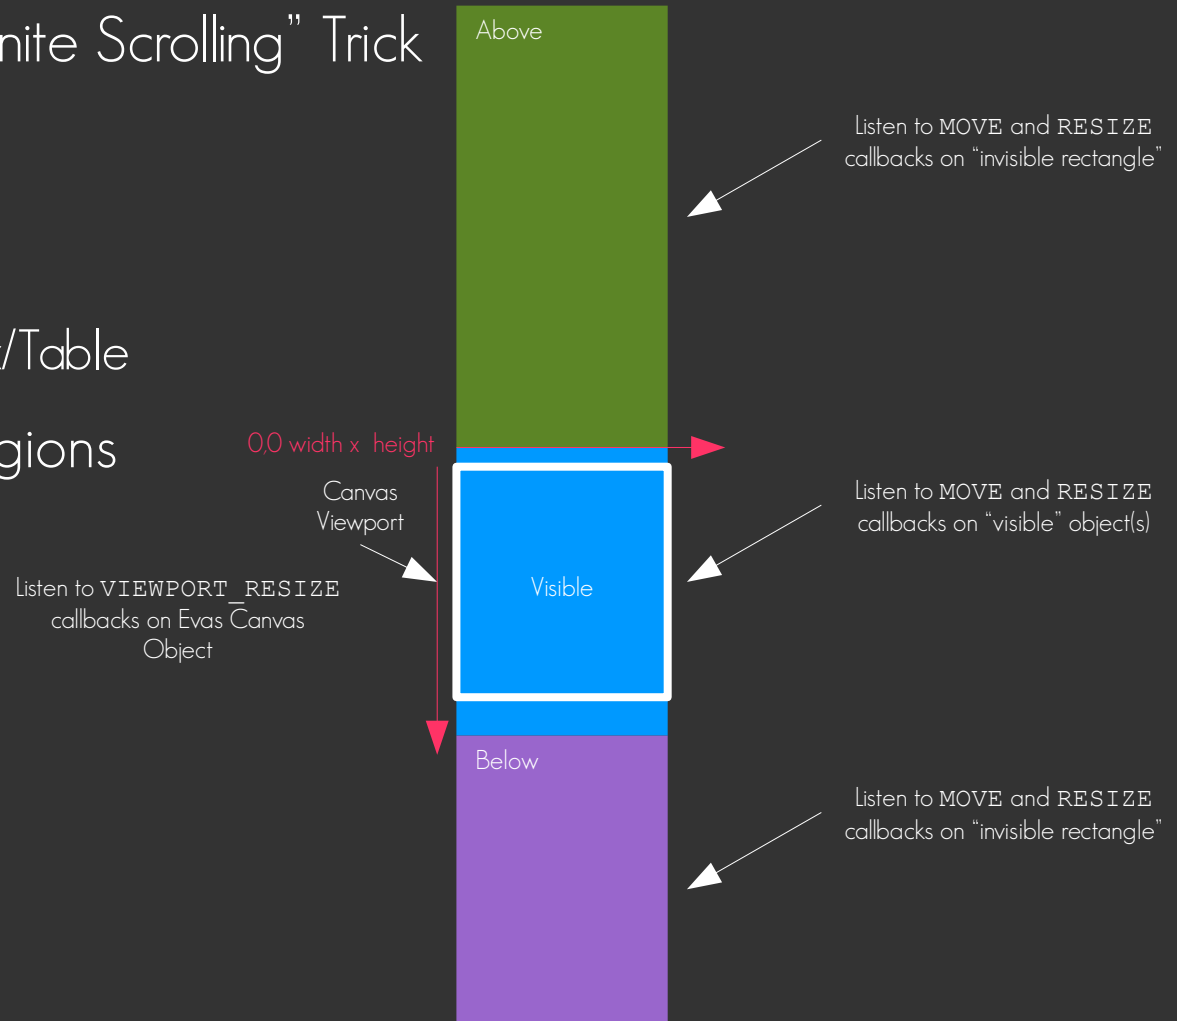 nite Scrolling” Trick
Above
Listen to MOVE and RESIZE
callbacks on “invisible rectangle”
/Table
gions
0,0 width x height
Canvas
Viewport
Listen to VIEWPORT_RESIZE
callbacks on Evas Canvas
Object
Visible
Listen to MOVE and RESIZE
callbacks on “visible” object(s)
Below
Listen to MOVE and RESIZE
callbacks on “invisible rectangle”